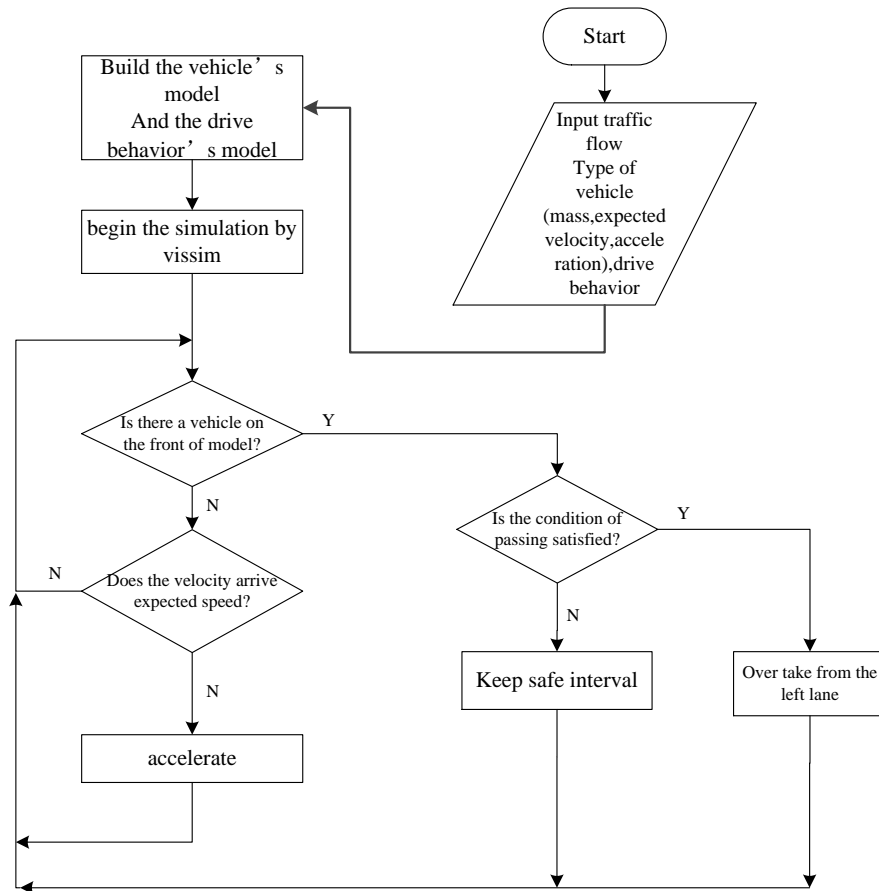 Start
Input traffic
flow
Type of
vehicle
(mass,expected
velocity,accele
ration),drive
behavior
Build the vehicle’s
model
And the drive
behavior’s model
begin the simulation by
vissim
Is there a vehicle on
the front of model?
Y
N
Is the condition of
passing satisfied?
Y
N
Does the velocity arrive
expected speed?
N
N
Keep safe interval
Over take from the
left lane
accelerate